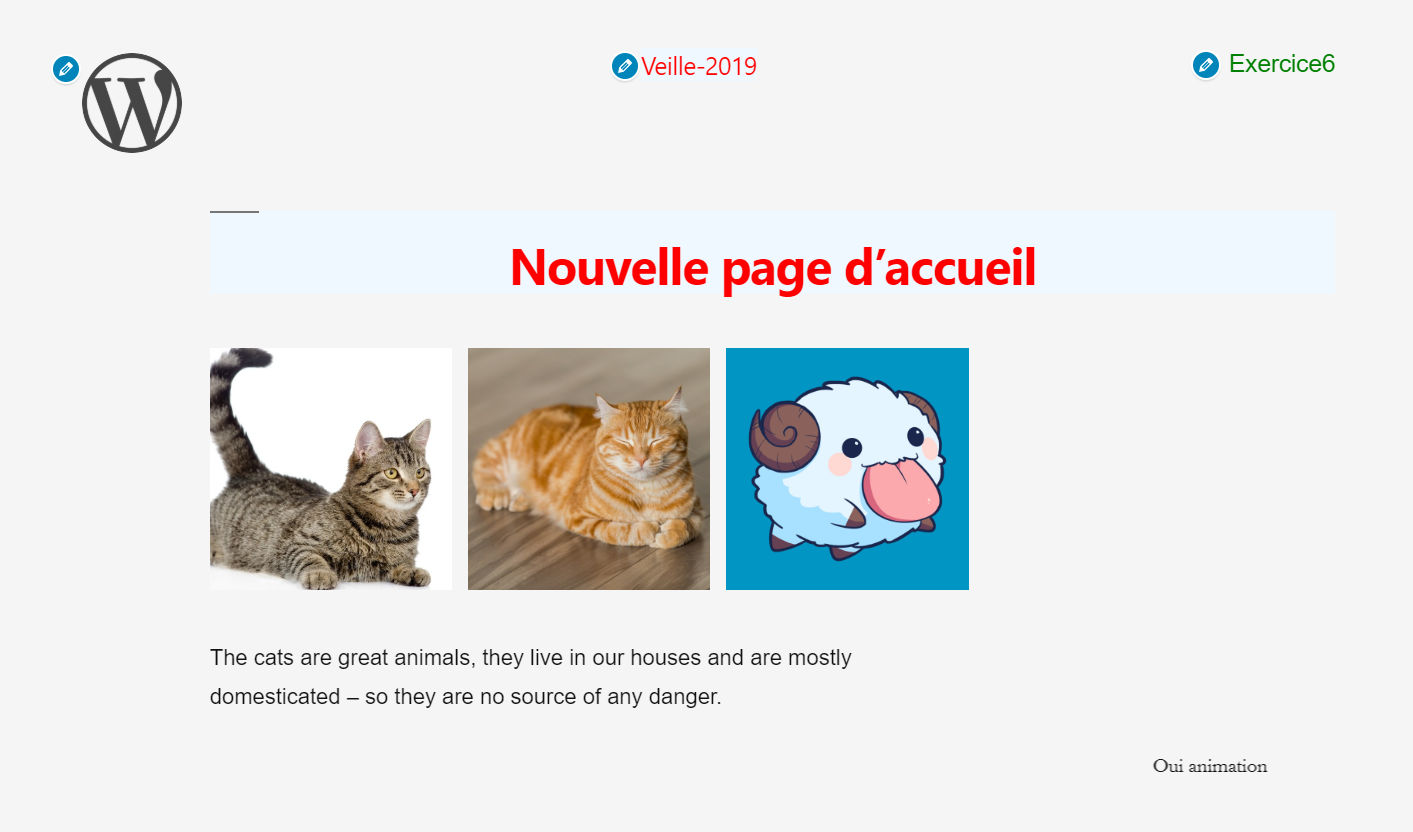 Veille-2019
Exercice6
Nouvelle page d’accueil
The cats are great animals, they live in our houses and are mostly
domesticated – so they are no source of any danger.
Oui animation